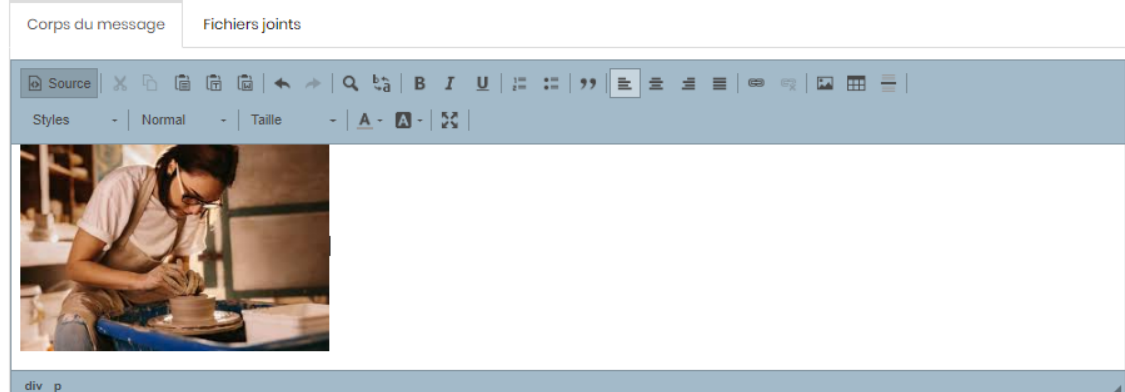 Corps du message Fichiers joints
Source B I U
Styles Normal Taille A A
div p